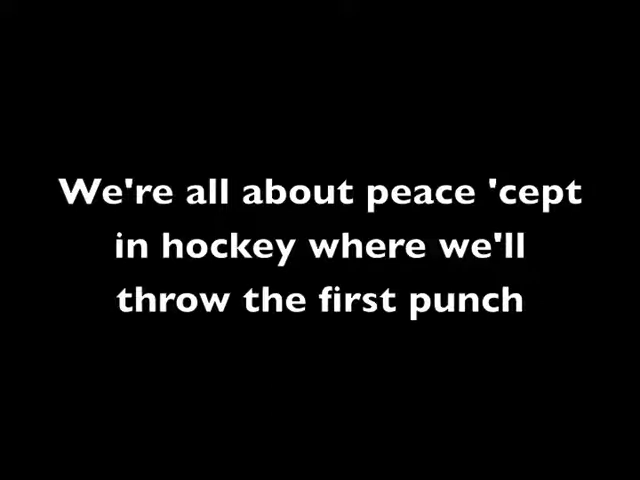 We're all about peace 'cept
in hockey where we'll
throw the first punch